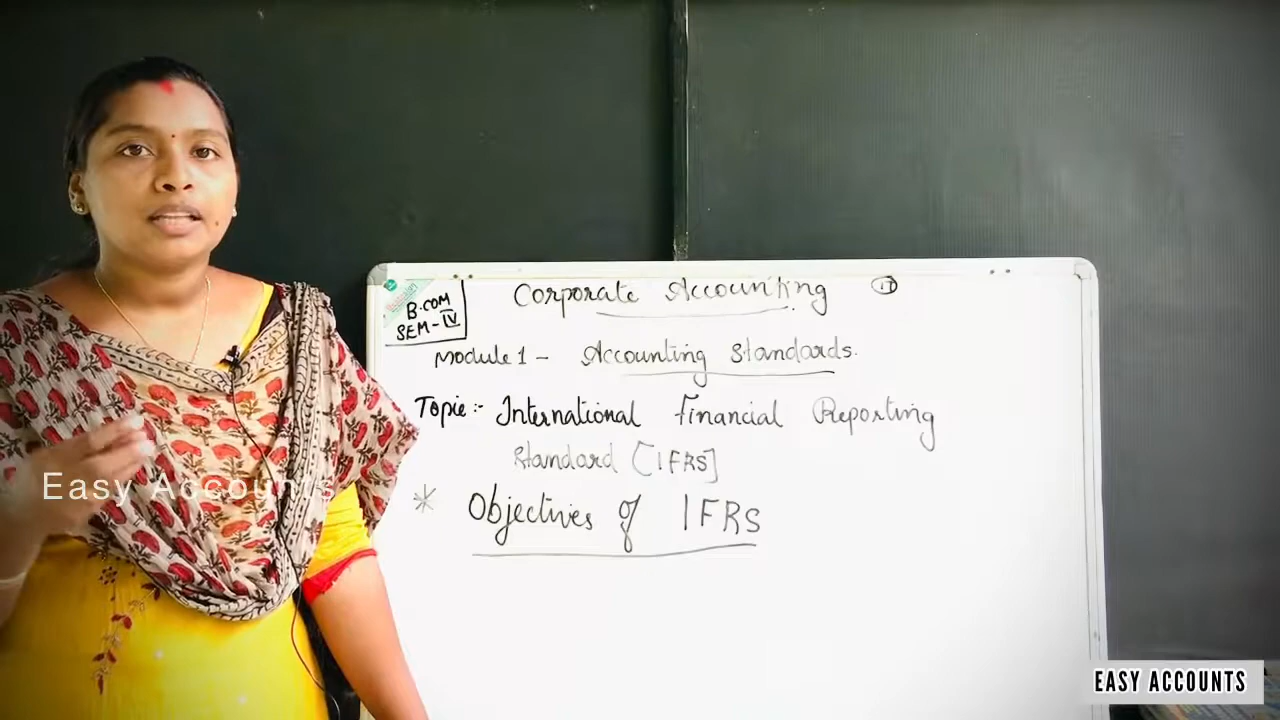 B.COM
SEM-IV
Corporate Accounting 17
Module 1 - Accounting Standards.
Topic :- International Financial Reporting
Standard [IFRS]
* Objectives of IFRS
Easy Accounts
EASY ACCOUNTS